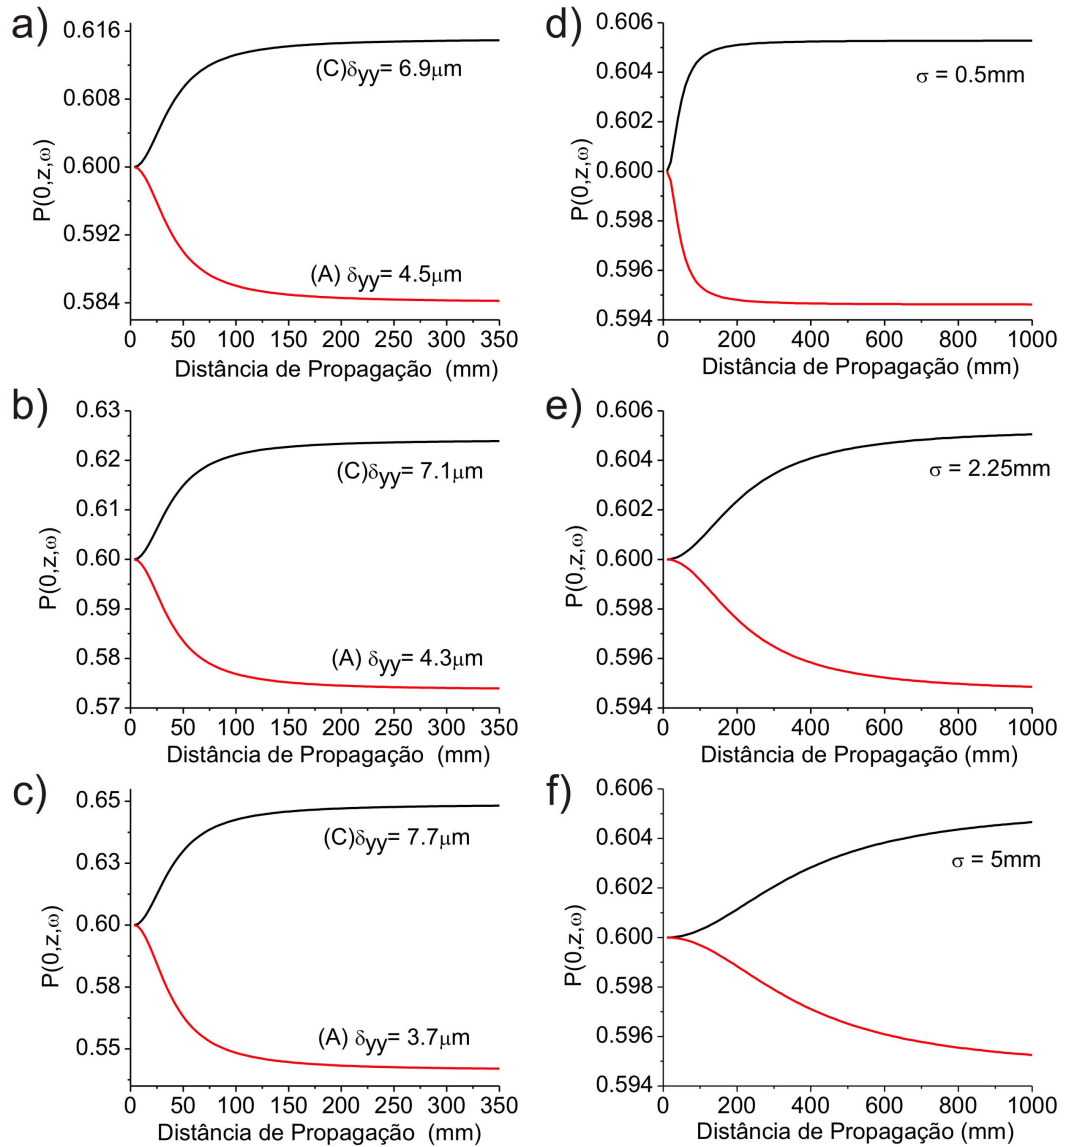 a)
0.616
0.608
0.600
0.592
0.584
P(0,z,ω)
(C)δyy= 6.9μm
(A) δyy= 4.5μm
0 50 100 150 200 250 300 350
Distância de Propagação (mm)
d)
0.606
0.604
0.602
0.600
0.598
0.596
0.594
P(0,z,ω)
σ = 0.5mm
0 200 400 600 800 1000
Distância de Propagação (mm)
b)
0.63
0.62
0.61
0.60
0.59
0.58
0.57
P(0,z,ω)
(C)δyy= 7.1μm
(A) δyy= 4.3μm
0 50 100 150 200 250 300 350
Distância de Propagação (mm)
e)
0.606
0.604
0.602
0.600
0.598
0.596
0.594
P(0,z,ω)
σ = 2.25mm
0 200 400 600 800 1000
Distância de Propagação (mm)
c)
0.65
0.63
0.60
0.58
0.55
P(0,z,ω)
(C)δyy= 7.7μm
(A) δyy= 3.7μm
0 50 100 150 200 250 300 350
Distância de Propagação (mm)
f)
0.606
0.604
0.602
0.600
0.598
0.596
0.594
P(0,z,ω)
σ = 5mm
0 200 400 600 800 1000
Distância de Propagação (mm)